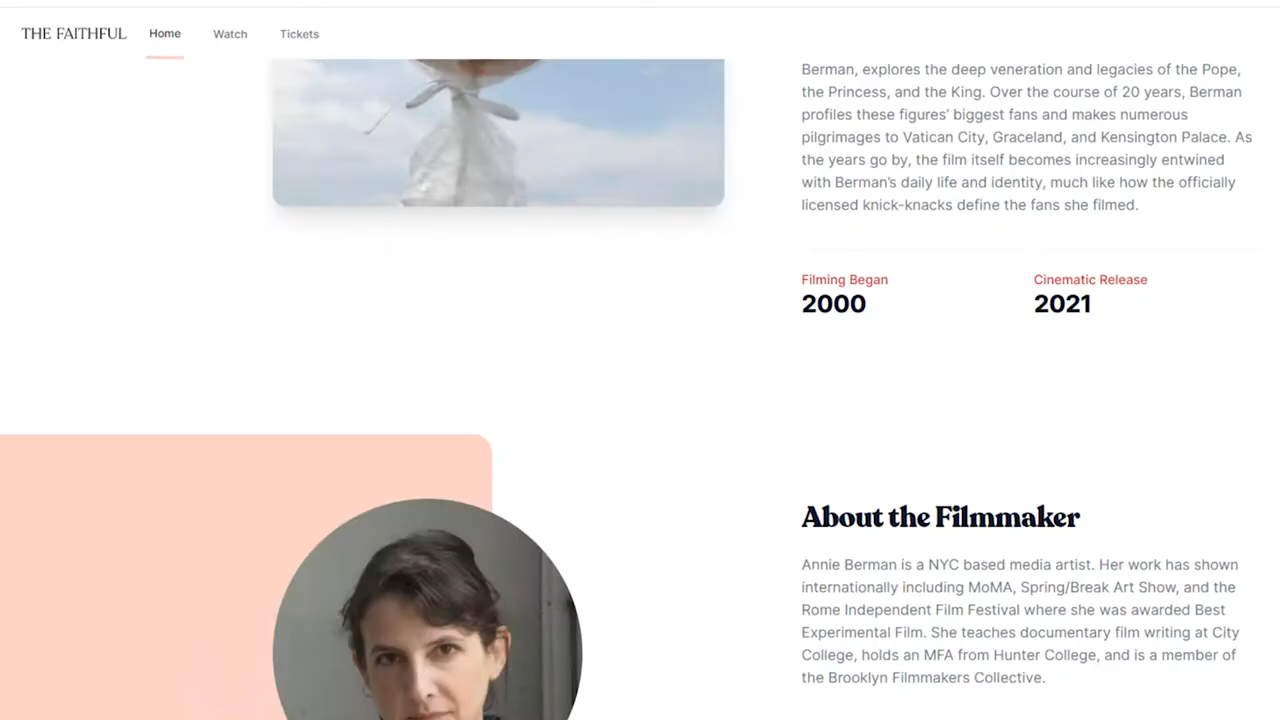 THE FAITHFUL Home Watch Tickets
Berman, explores the deep veneration and legacies of the Pope,
the Princess, and the King. Over the course of 20 years, Berman
profiles these figures' biggest fans and makes numerous
pilgrimages to Vatican City, Graceland, and Kensington Palace. As
the years go by, the film itself becomes increasingly entwined
with Berman's daily life and identity, much like how the officially
licensed knick-knacks define the fans she filmed.
Filming Began
2000
Cinematic Release
2021
About the Filmmaker
Annie Berman is a NYC based media artist. Her work has shown
internationally including MoMA, Spring/Break Art Show, and the
Rome Independent Film Festival where she was awarded Best
Experimental Film. She teaches documentary film writing at City
College, holds an MFA from Hunter College, and is a member of
the Brooklyn Filmmakers Collective.